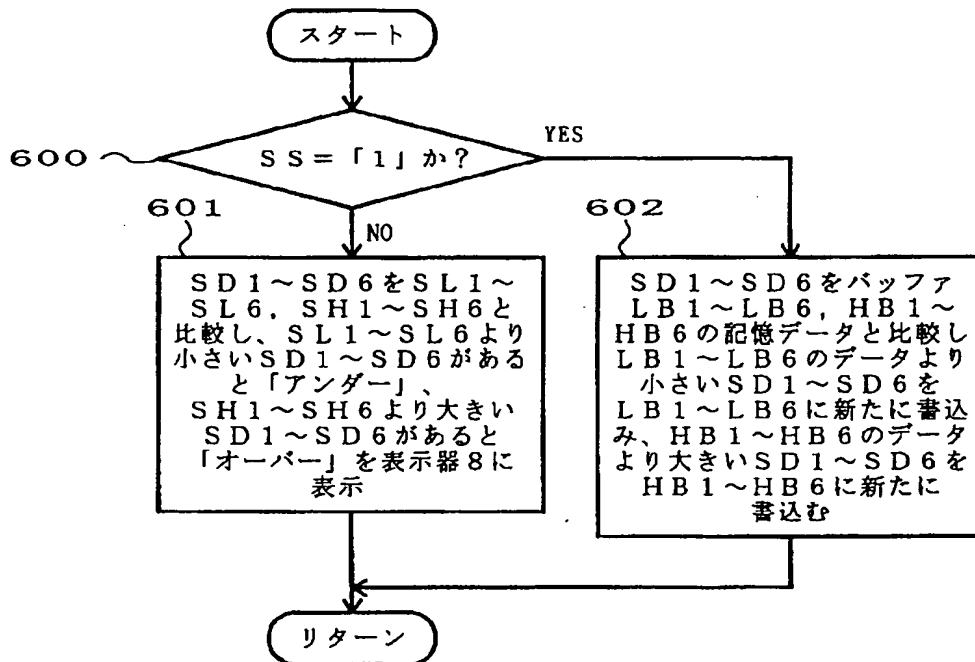 スタート
600
SS=「1」か?
YES
NO
601
SD1~SD6をSL1~
SL6,SH1~SH6と
比較し、SL1~SL6より
小さいSD1~SD6がある
と「アンダー」、
SH1~SH6より大きい
SD1~SD6があると
「オーバー」を表示器8に
表示
602
SD1~SD6をバッファ
LB1~LB6,HB1~
HB6の記憶データと比較し
LB1~LB6のデータより
小さいSD1~SD6を
LB1~LB6に新たに書込
み、HB1~HB6のデータ
より大きいSD1~SD6を
HB1~HB6に新たに
書込む
リターン